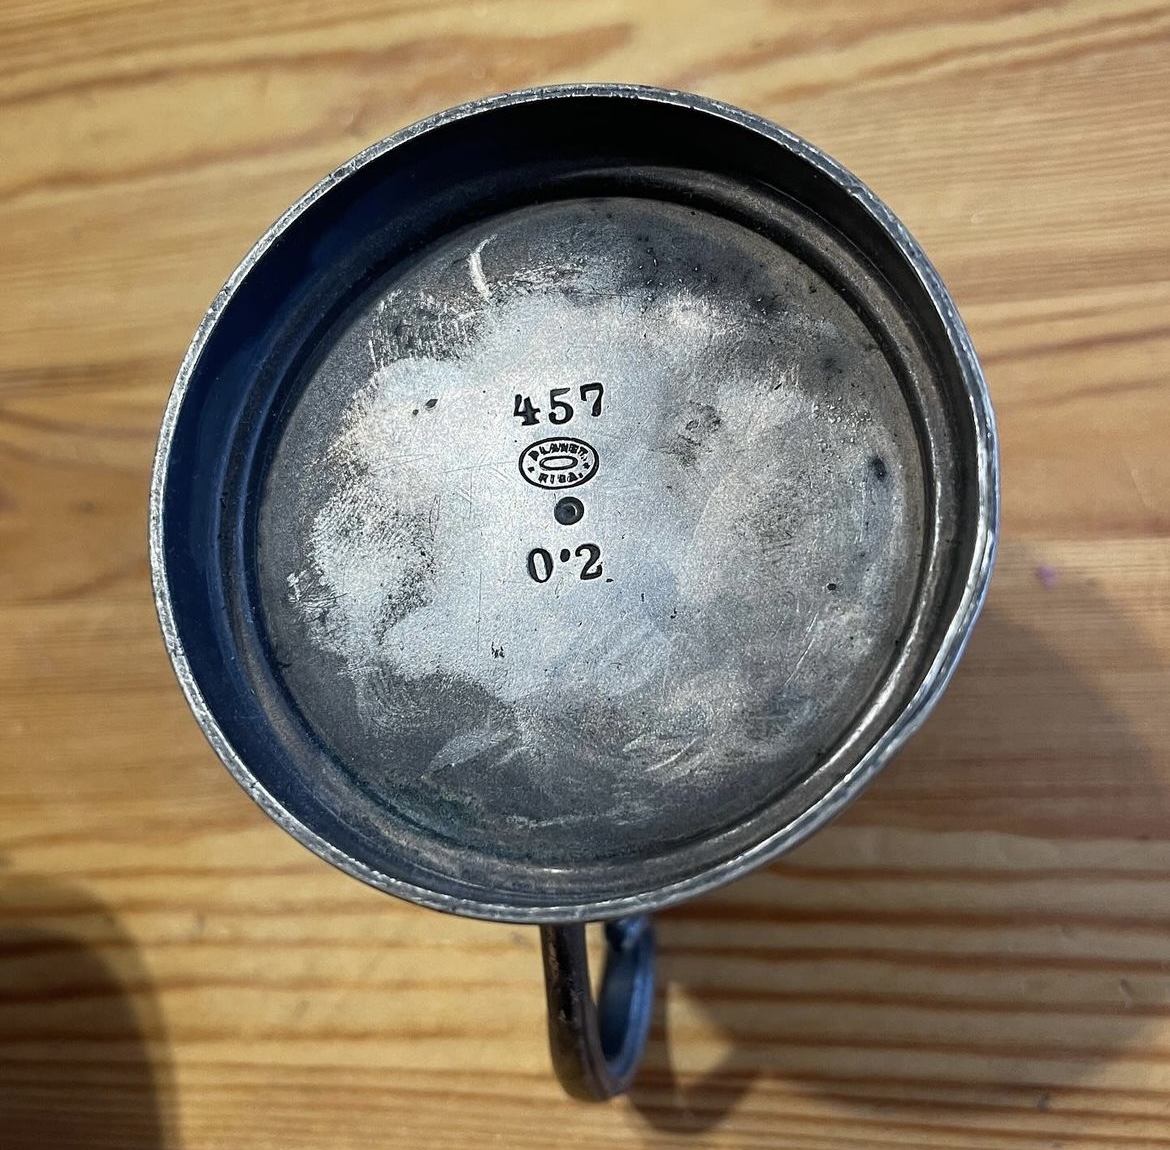 457
PLANET.
O
RIGA.
0·2